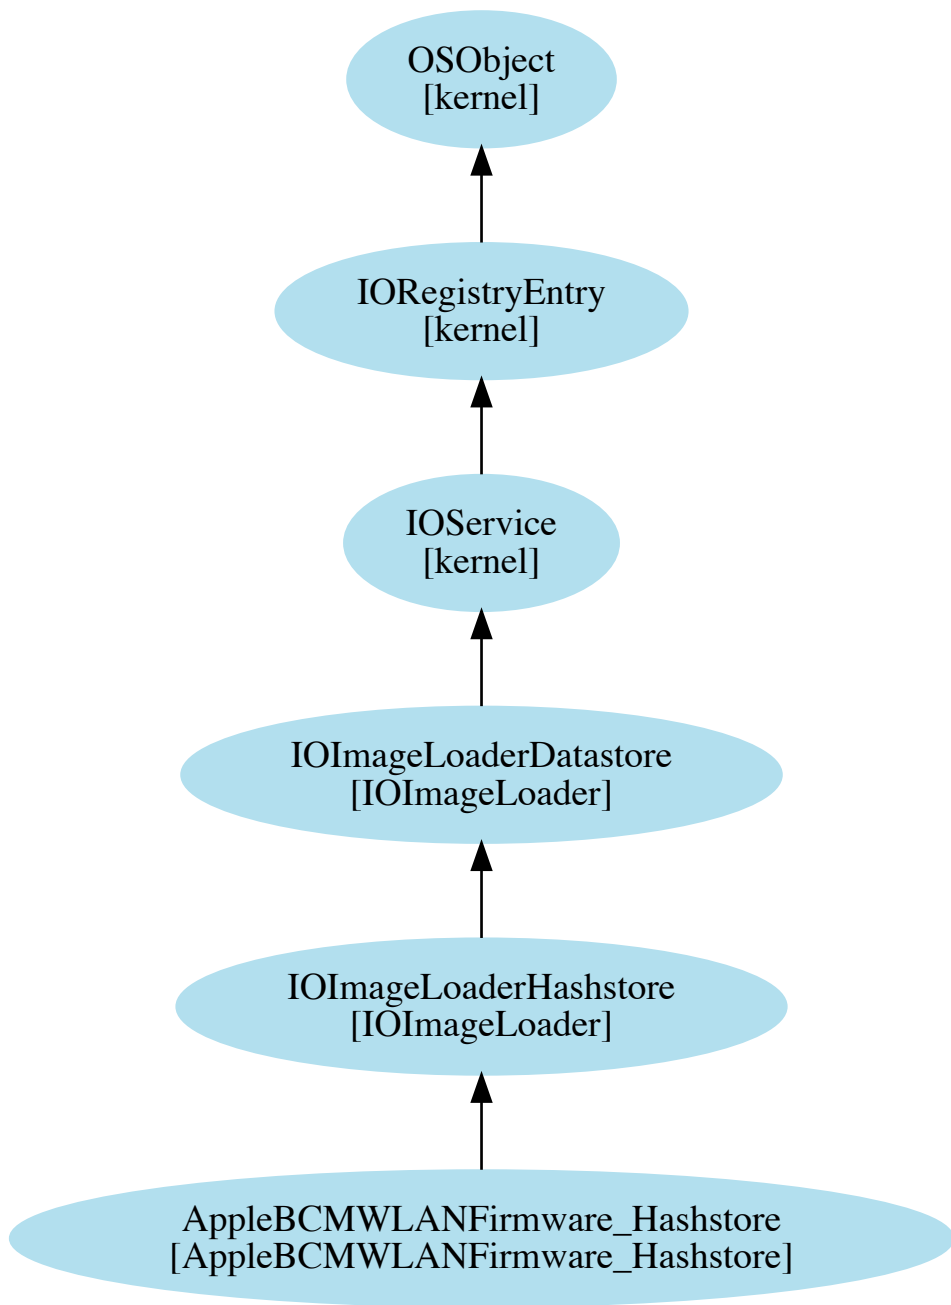 OSObject
[kernel]
IORegistryEntry
[kernel]
IOService
[kernel]
IOImageLoaderDatastore
[IOImageLoader]
IOImageLoaderHashstore
[IOImageLoader]
AppleBCMWLANFirmware_Hashstore
[AppleBCMWLANFirmware_Hashstore]